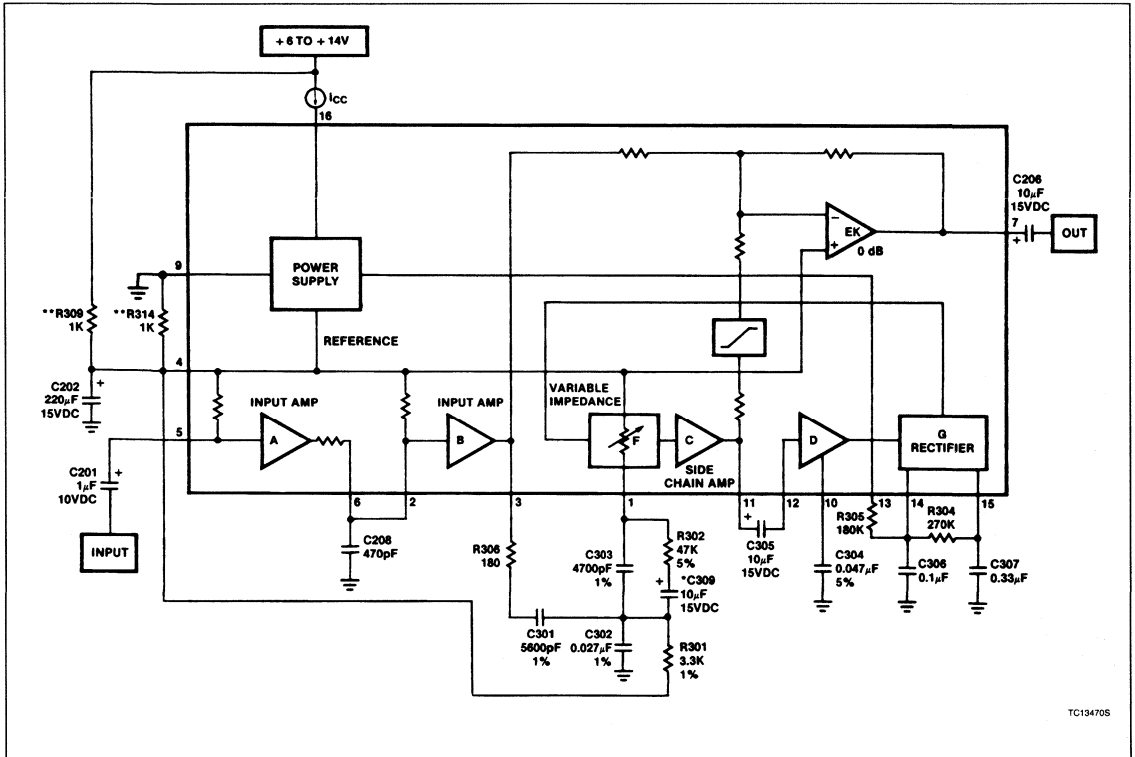 + 6 TO + 14V
ICC
16
C206
10μF
15VDC
7
+
OUT
−
EK
+
0 dB
9
POWER
SUPPLY
**R309
1K
**R314
1K
REFERENCE
4
+
C202
220μF
15VDC
INPUT AMP
INPUT AMP
VARIABLE
IMPEDANCE
A
B
F
C
D
G
RECTIFIER
SIDE
CHAIN AMP
5
+
C201
1μF
10VDC
INPUT
6
2
3
1
11
12
10
13
14
15
C208
470pF
R306
180
C303
4700pF
1%
R302
47K
5%
+
*C309
10μF
15VDC
+
C305
10μF
15VDC
R305
180K
R304
270K
C304
0.047μF
5%
C306
0.1μF
C307
0.33μF
C301
5600pF
1%
C302
0.027μF
1%
R301
3.3K
1%
TC13470S